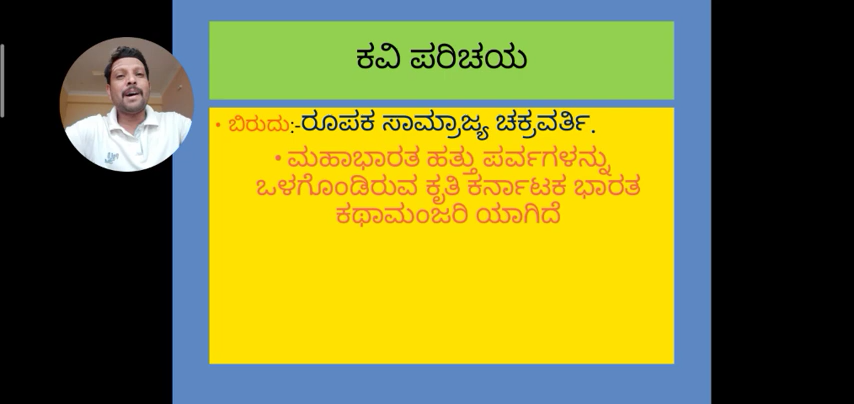 ಕವಿ ಪರಿಚಯ
• ಬಿರುದು:-ರೂಪಕ ಸಾಮ್ರಾಜ್ಯ ಚಕ್ರವರ್ತಿ.
• ಮಹಾಭಾರತ ಹತ್ತು ಪರ್ವಗಳನ್ನು
ಒಳಗೊಂಡಿರುವ ಕೃತಿ ಕರ್ನಾಟಕ ಭಾರತ
ಕಥಾಮಂಜರಿ ಯಾಗಿದೆ